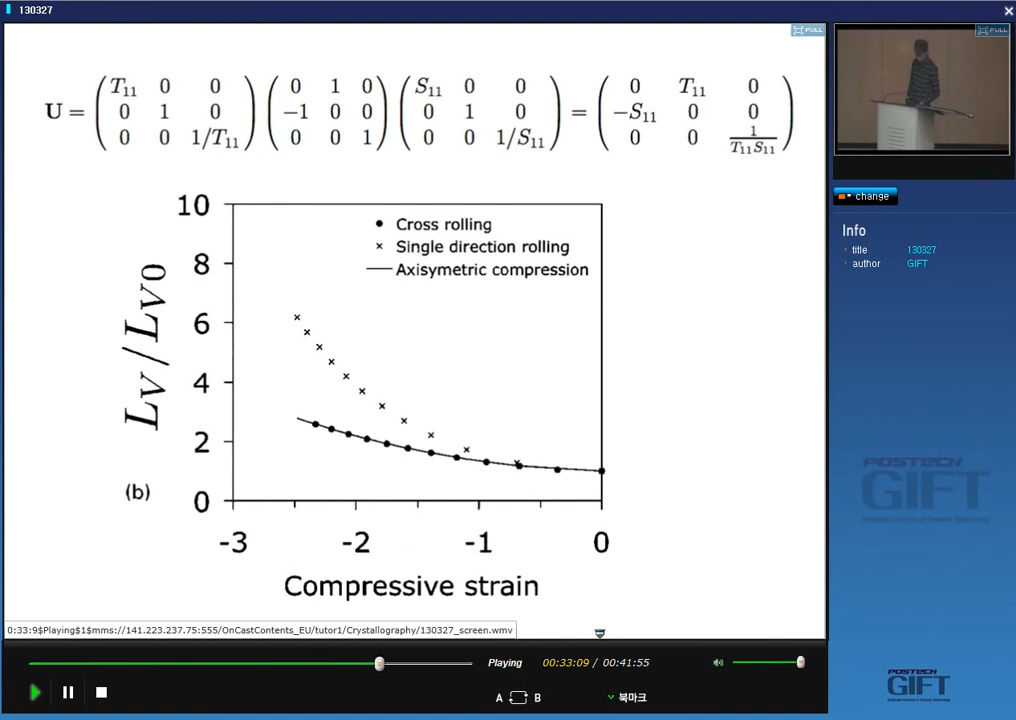 130327
FULL
FULL
U = ( T11 0 0 ) ( 0 1 0 ) ( S11 0 0 ) = ( 0 T11 0 )
( 0 1 0 ) ( −1 0 0 ) ( 0 1 0 ) ( −S11 0 0 )
( 0 0 1/T11 ) ( 0 0 1 ) ( 0 0 1/S11 ) ( 0 0 1/T11S11 )
change
Info
title 130327
author GIFT
10
8
6
4
2
0
LV/LV0
Cross rolling
Single direction rolling
Axisymetric compression
(b)
-3 -2 -1 0
Compressive strain
POSTECH
GIFT
0:33:9$Playing$1$mms://141.223.237.75:555/OnCastContents_EU/tutor1/Crystallography/130327_screen.wmv
Playing
00:33:09 / 00:41:55
A B
북마크
POSTECH
GIFT